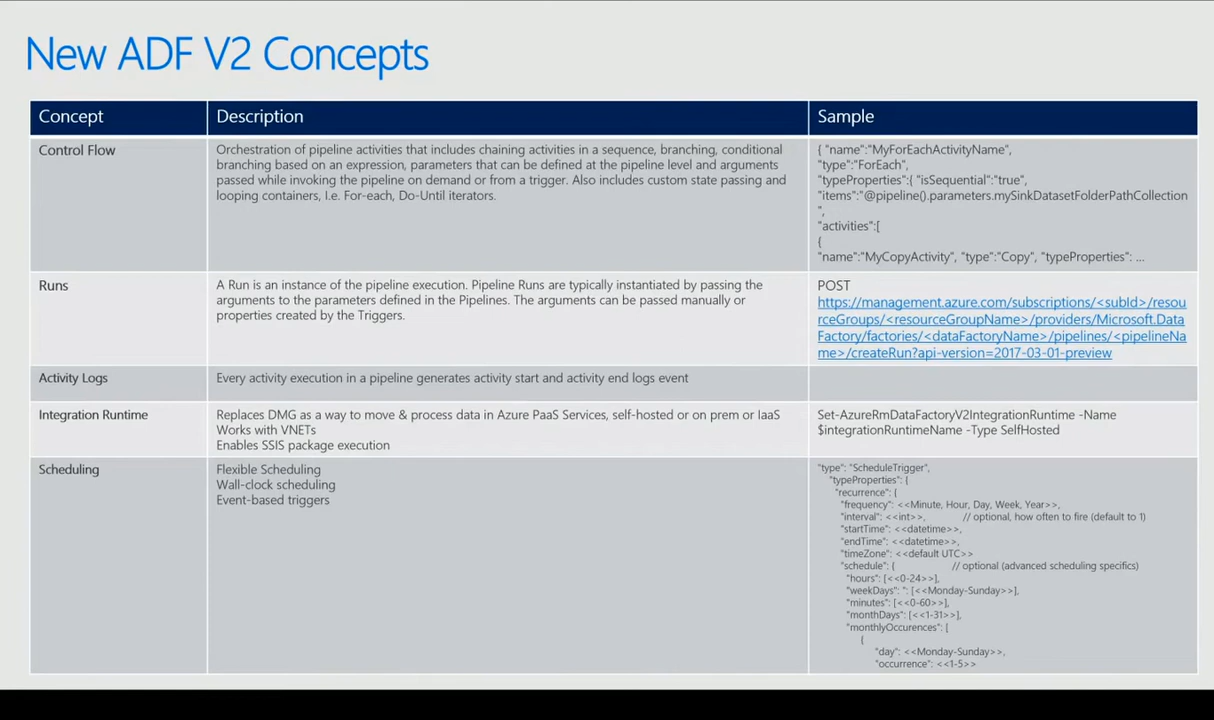 New ADF V2 Concepts
Concept
Description
Sample
Control Flow
Orchestration of pipeline activities that includes chaining activities in a sequence, branching, conditional
branching based on an expression, parameters that can be defined at the pipeline level and arguments
passed while invoking the pipeline on demand or from a trigger. Also includes custom state passing and
looping containers, I.e. For-each, Do-Until iterators.
{ "name":"MyForEachActivityName",
"type":"ForEach",
"typeProperties":{ "isSequential":"true",
"items":"@pipeline().parameters.mySinkDatasetFolderPathCollection
",
"activities":[
{
"name":"MyCopyActivity", "type":"Copy", "typeProperties": ...
Runs
A Run is an instance of the pipeline execution. Pipeline Runs are typically instantiated by passing the
arguments to the parameters defined in the Pipelines. The arguments can be passed manually or
properties created by the Triggers.
POST
https://management.azure.com/subscriptions/<subId>/resou
rceGroups/<resourceGroupName>/providers/Microsoft.Data
Factory/factories/<dataFactoryName>/pipelines/<pipelineNa
me>/createRun?api-version=2017-03-01-preview
Activity Logs
Every activity execution in a pipeline generates activity start and activity end logs event
Integration Runtime
Replaces DMG as a way to move & process data in Azure PaaS Services, self-hosted or on prem or IaaS
Works with VNETs
Enables SSIS package execution
Set-AzureRmDataFactoryV2IntegrationRuntime -Name
$integrationRuntimeName -Type SelfHosted
Scheduling
Flexible Scheduling
Wall-clock scheduling
Event-based triggers
"type": "ScheduleTrigger",
"typeProperties": {
"recurrence": {
"frequency": <<Minute, Hour, Day, Week, Year>>,
"interval": <<int>>, // optional, how often to fire (default to 1)
"startTime": <<datetime>>,
"endTime": <<datetime>>,
"timeZone": <<default UTC>>
"schedule": { // optional (advanced scheduling specifics)
"hours": [<<0-24>>],
"weekDays": ": [<<Monday-Sunday>>],
"minutes": [<<0-60>>],
"monthDays": [<<1-31>>],
"monthlyOccurences": [
{
"day": <<Monday-Sunday>>,
"occurrence": <<1-5>>